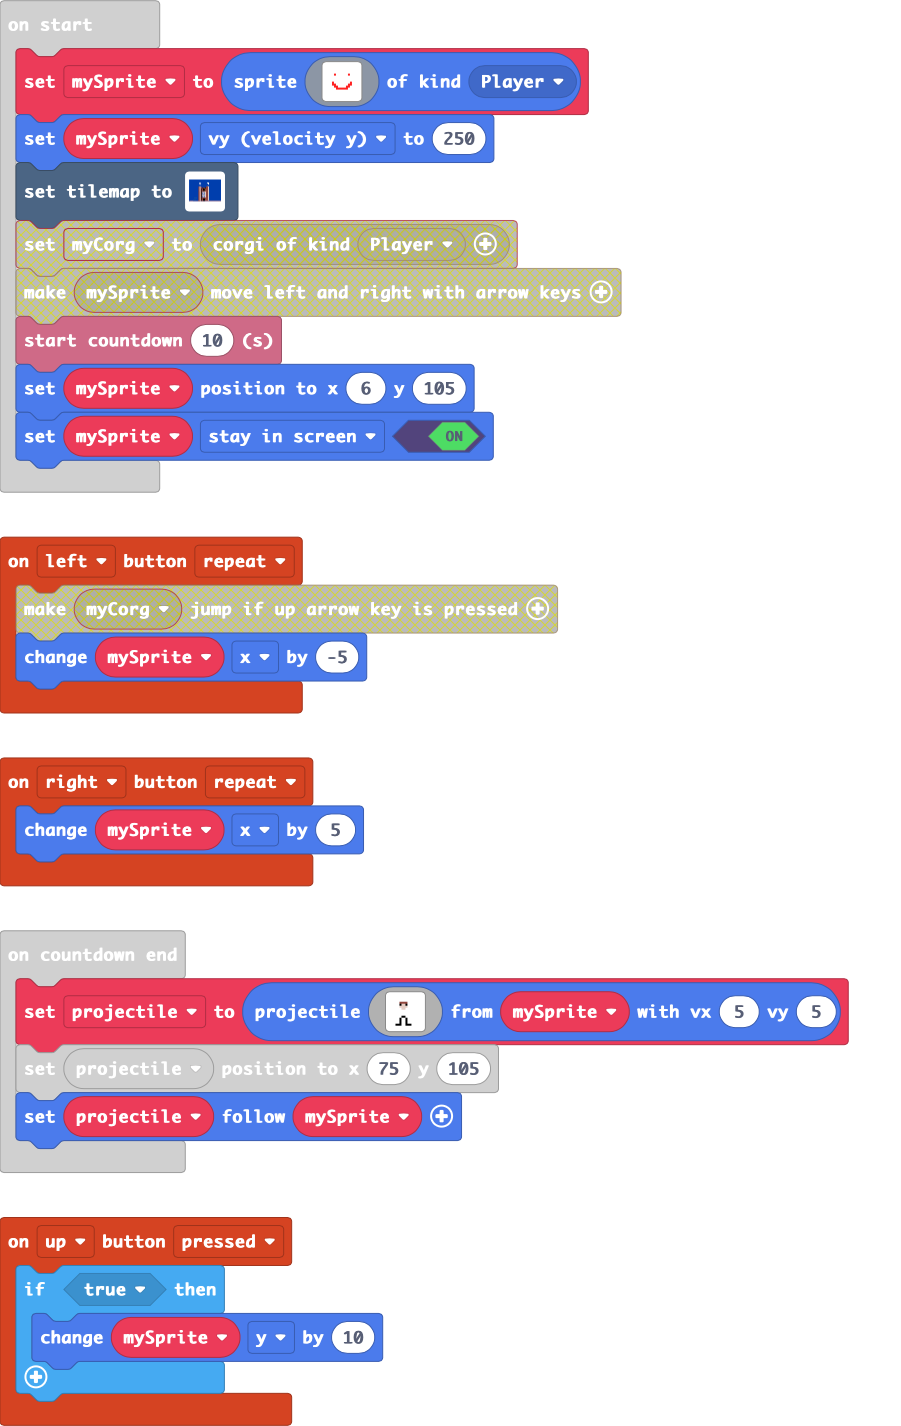 on start
set mySprite to sprite of kind Player
set mySprite vy (velocity y) to 250
set tilemap to
set myCorg to corgi of kind Player
make mySprite move left and right with arrow keys
start countdown 10 (s)
set mySprite position to x 6 y 105
set mySprite stay in screen ON
on left button repeat
make myCorg jump if up arrow key is pressed
change mySprite x by -5
on right button repeat
change mySprite x by 5
on countdown end
set projectile to projectile from mySprite with vx 5 vy 5
set projectile position to x 75 y 105
set projectile follow mySprite
on up button pressed
if true then
change mySprite y by 10